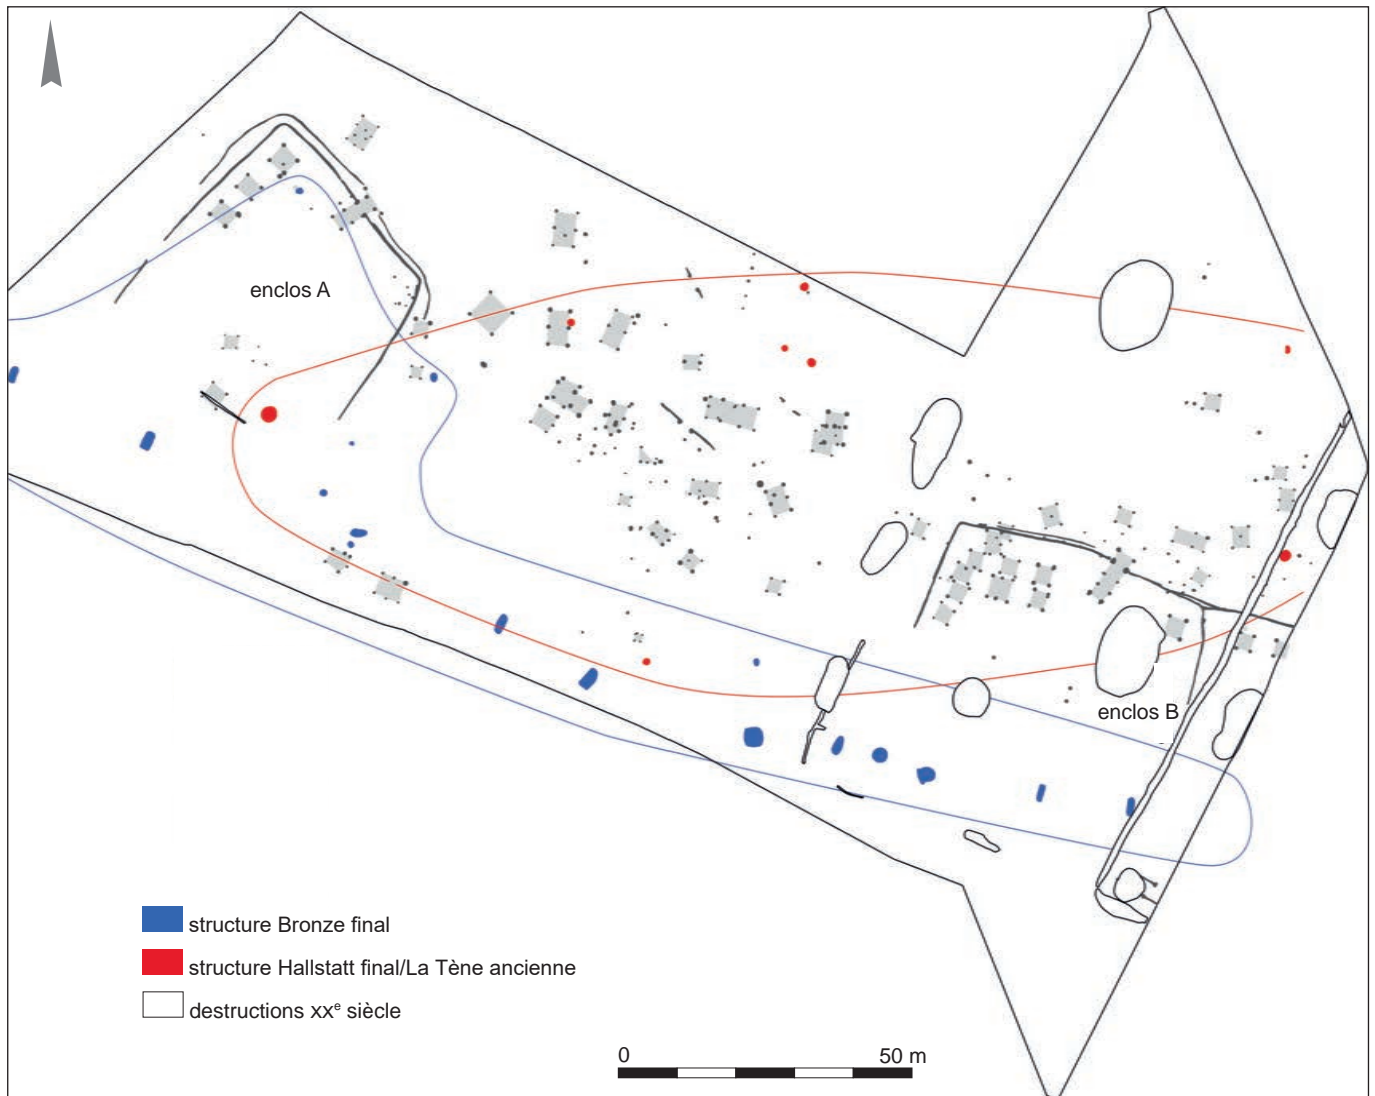 enclos A
enclos B
structure Bronze final
structure Hallstatt final/La Tène ancienne
destructions XXᵉ siècle
0 50 m